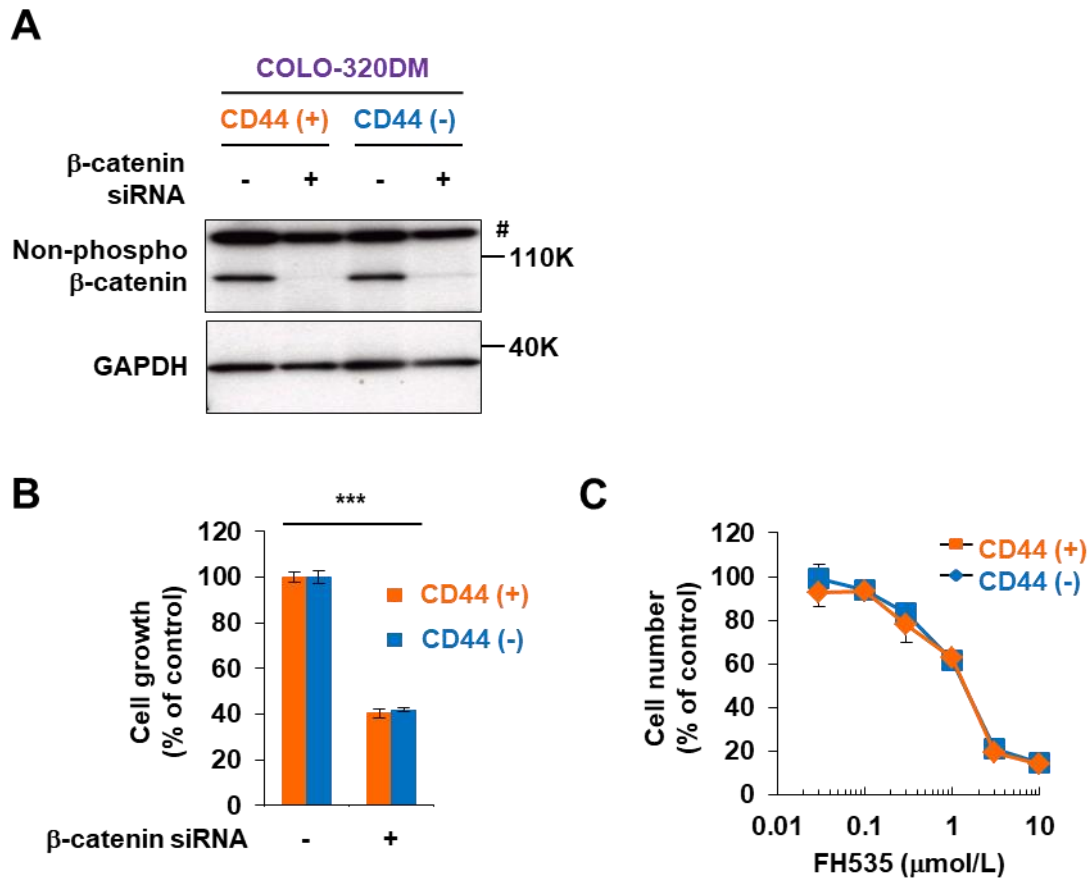 A
COLO-320DM
CD44 (+) CD44 (-)
β-catenin
siRNA
- + - +
#
Non-phospho
β-catenin
110K
40K
GAPDH
B
***
120
100
80
60
40
20
0
Cell growth
(% of control)
CD44 (+)
CD44 (-)
β-catenin siRNA - +
C
120
100
80
60
40
20
0
Cell number
(% of control)
CD44 (+)
CD44 (-)
0.01 0.1 1 10
FH535 (μmol/L)